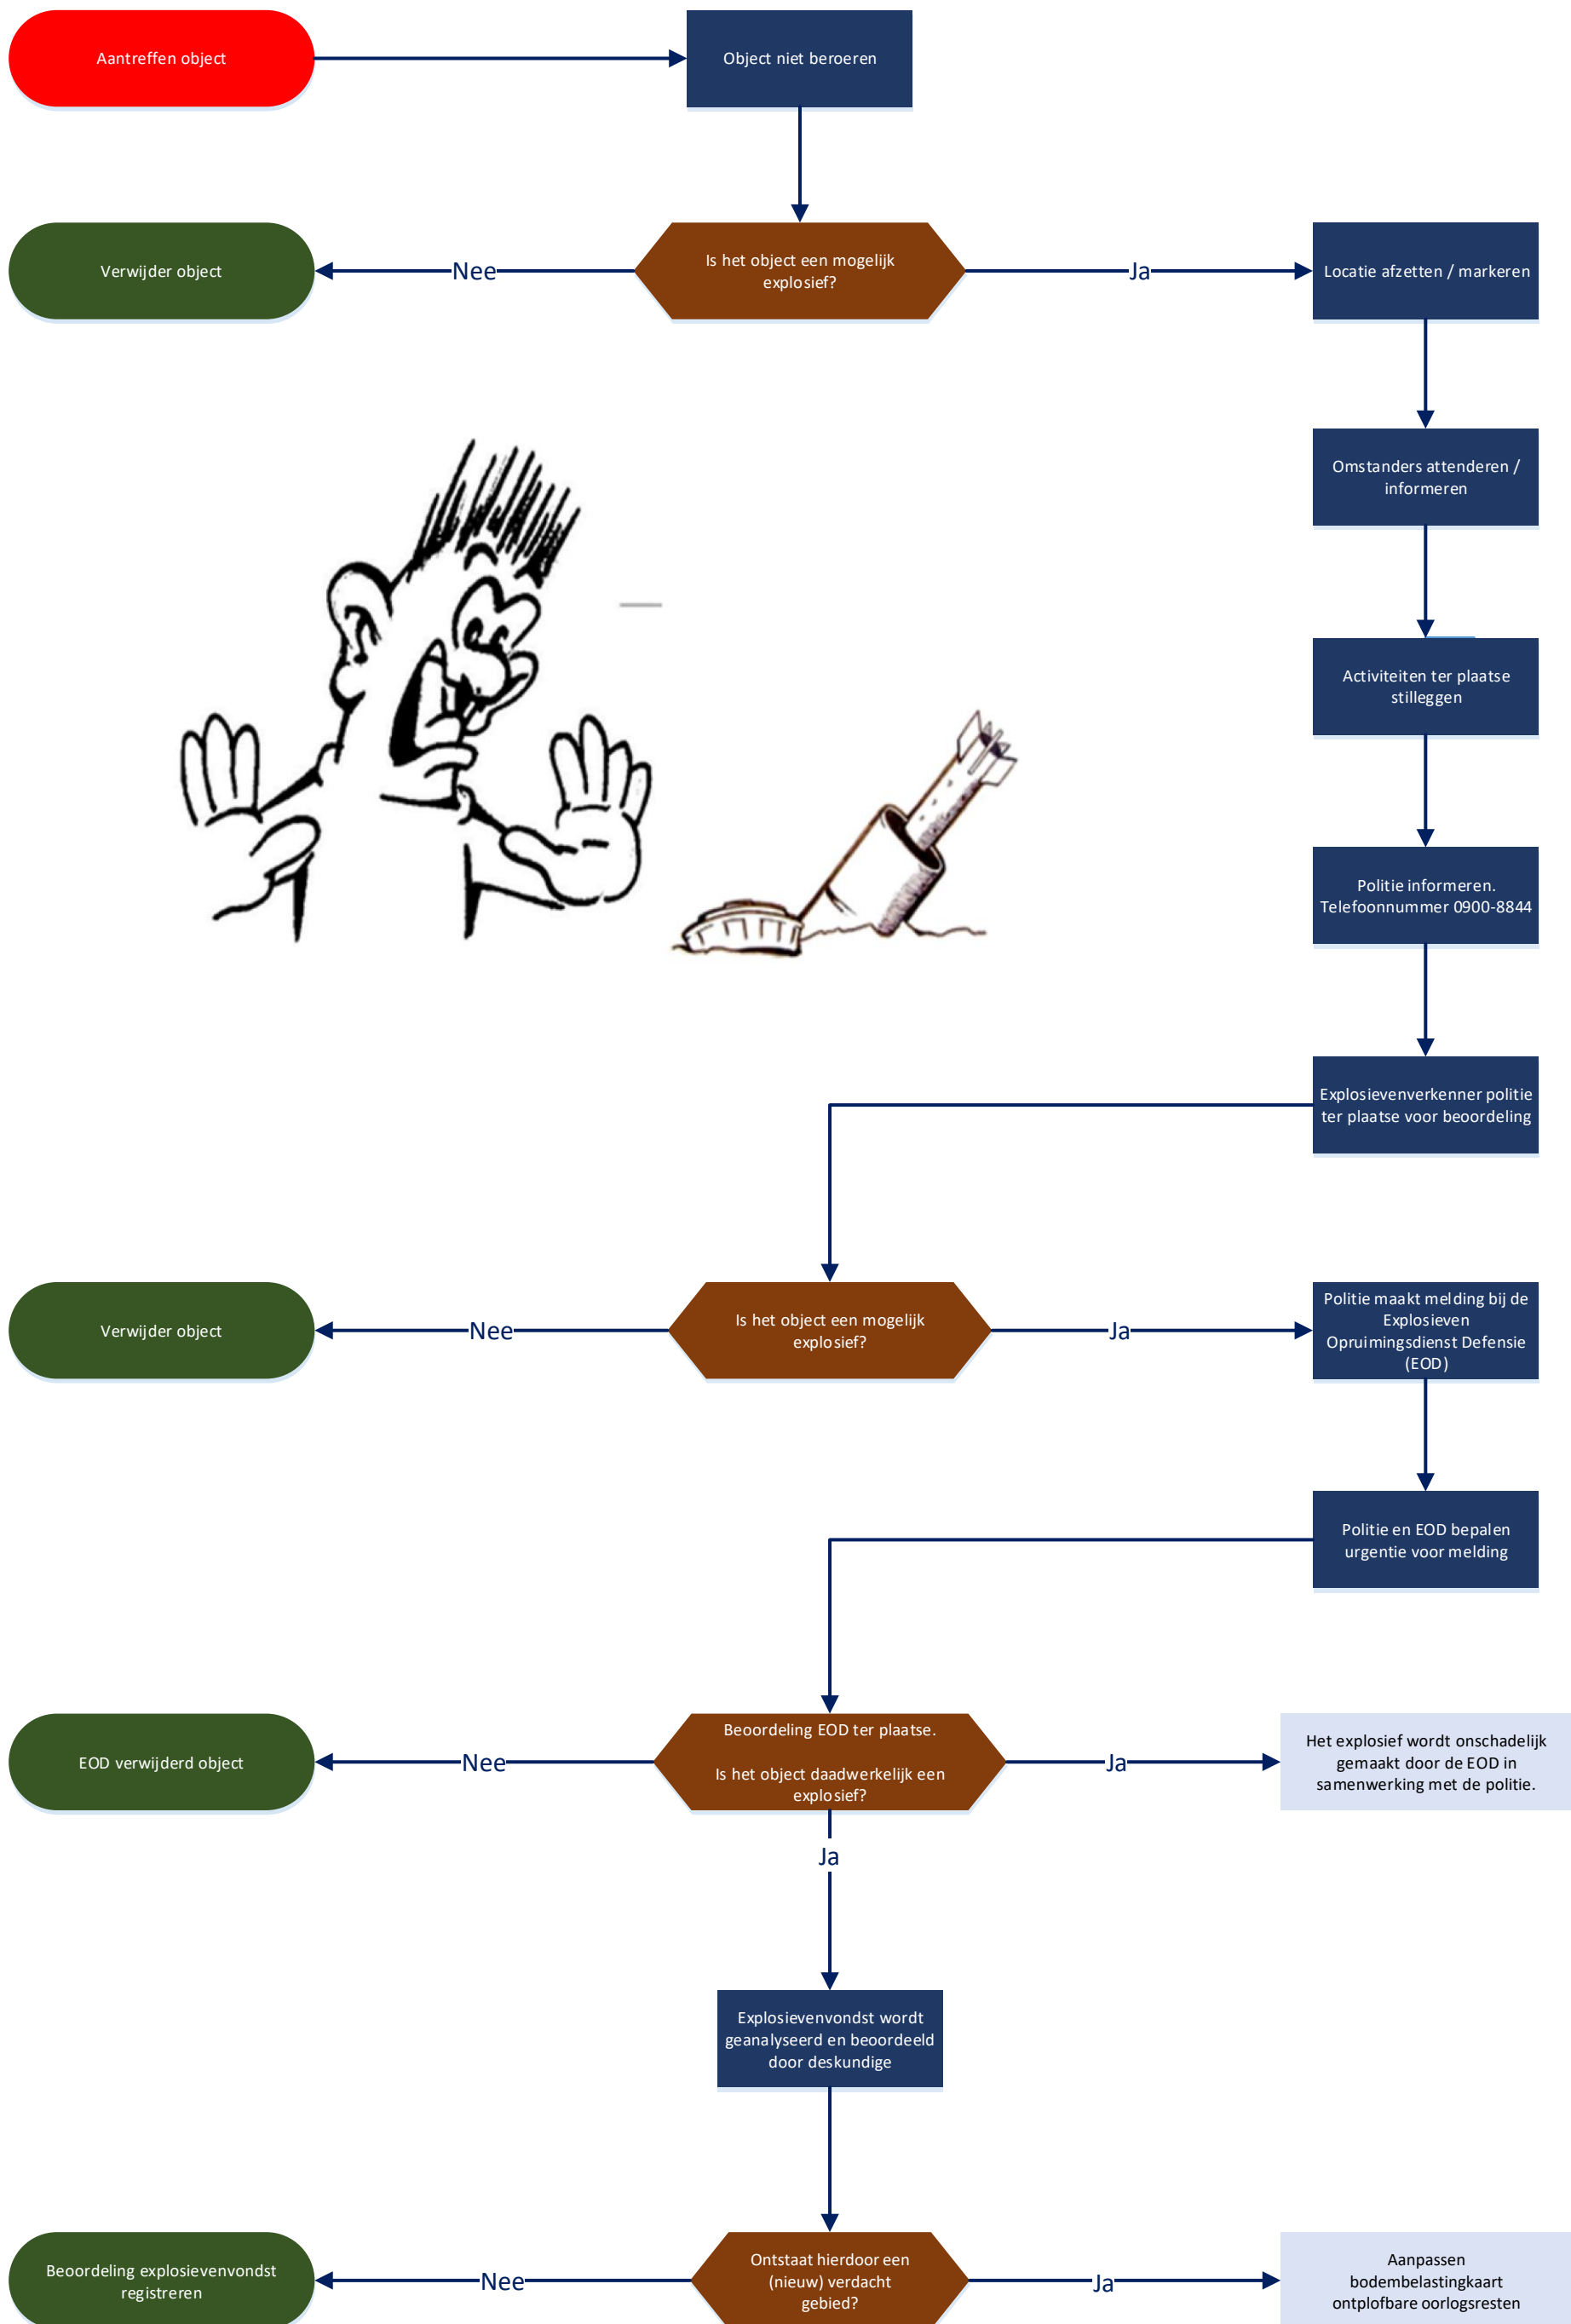 Aantreffen object
Object niet beroeren
Verwijder object
Nee
Is het object een mogelijk
explosief?
Ja
Locatie afzetten / markeren
Omstanders attenderen /
informeren
Activiteiten ter plaatse
stilleggen
Politie informeren.
Telefoonnummer 0900-8844
Explosievenverkenner politie
ter plaatse voor beoordeling
Verwijder object
Nee
Is het object een mogelijk
explosief?
Ja
Politie maakt melding bij de
Explosieven
Opruimingsdienst Defensie
(EOD)
Politie en EOD bepalen
urgentie voor melding
EOD verwijderd object
Nee
Beoordeling EOD ter plaatse.
Is het object daadwerkelijk een
explosief?
Ja
Het explosief wordt onschadelijk
gemaakt door de EOD in
samenwerking met de politie.
Ja
Explosievenvondst wordt
geanalyseerd en beoordeeld
door deskundige
Beoordeling explosievenvondst
registreren
Nee
Ontstaat hierdoor een
(nieuw) verdacht
gebied?
Ja
Aanpassen
bodembelastingkaart
ontplofbare oorlogsresten